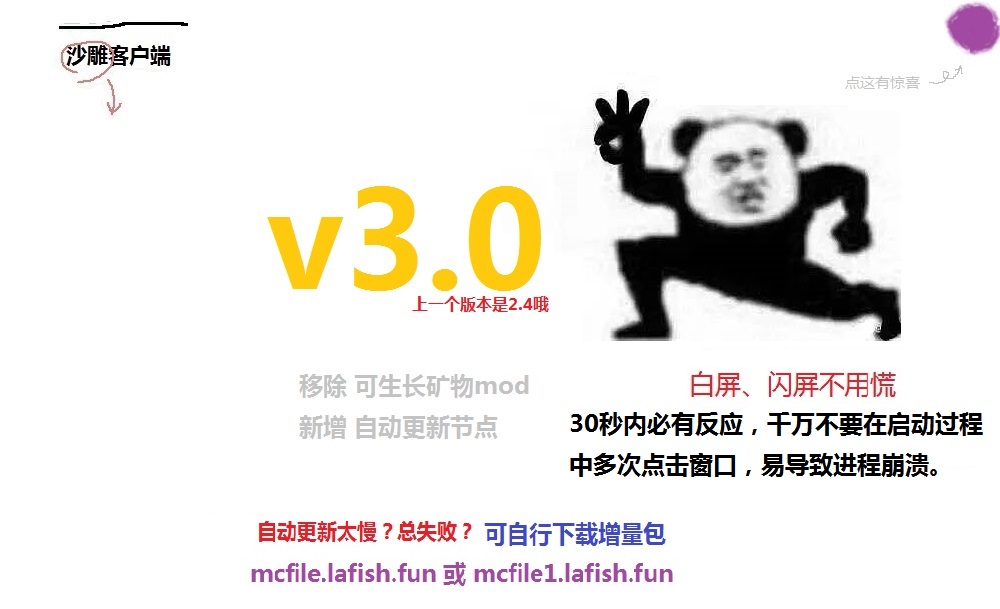 沙雕客户端
点这有惊喜
v3.0
上一个版本是2.4哦
移除 可生长矿物mod
新增 自动更新节点
白屏、闪屏不用慌
30秒内必有反应，千万不要在启动过程
中多次点击窗口，易导致进程崩溃。
自动更新太慢？总失败？ 可自行下载增量包
mcfile.lafish.fun 或 mcfile1.lafish.fun